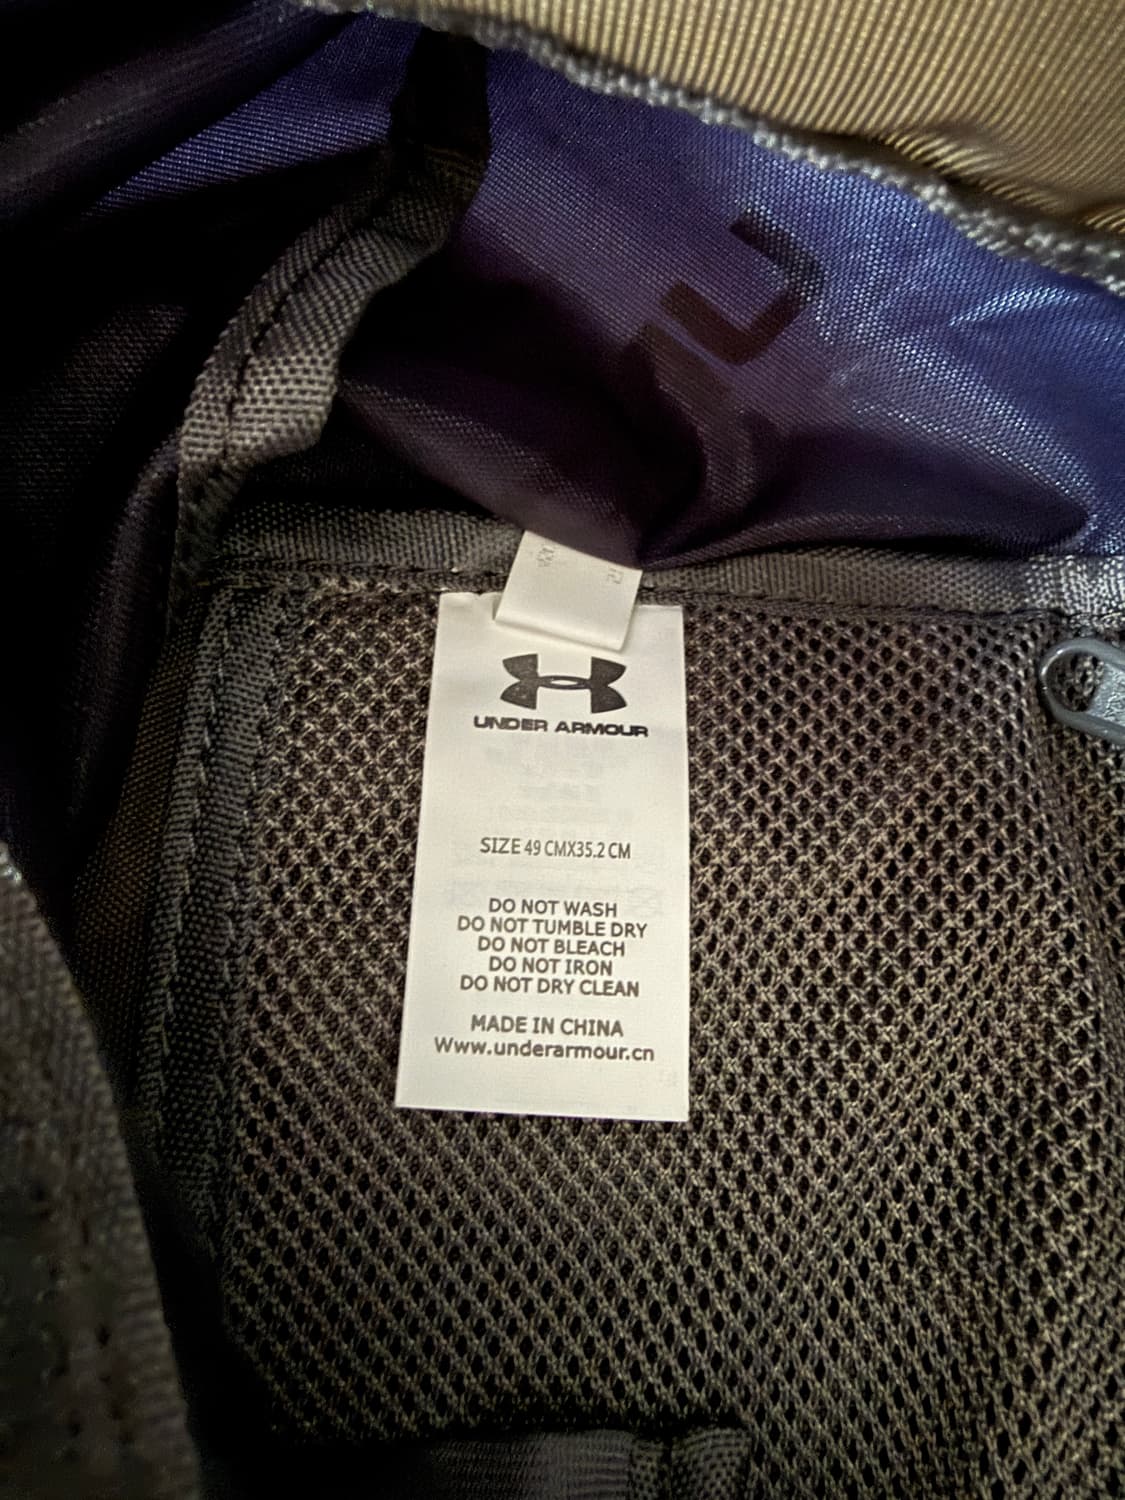 UNDER ARMOUR
SIZE 49 CMX35.2 CM
DO NOT WASH
DO NOT TUMBLE DRY
DO NOT BLEACH
DO NOT IRON
DO NOT DRY CLEAN
MADE IN CHINA
Www.underarmour.cn